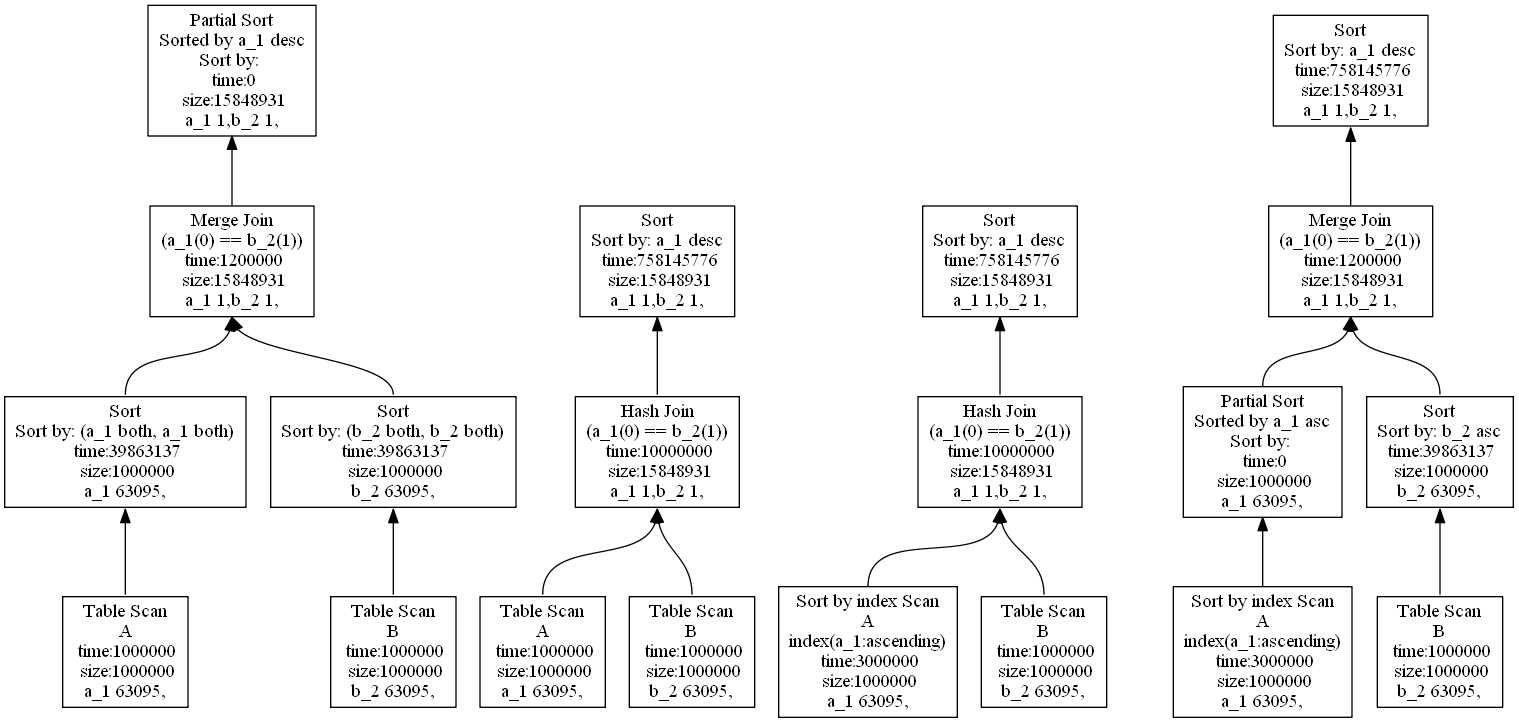 Partial Sort
Sorted by a_1 desc
Sort by:
time:0
size:15848931
a_1 1,b_2 1,
Merge Join
(a_1(0) == b_2(1))
time:1200000
size:15848931
a_1 1,b_2 1,
Sort
Sort by: (a_1 both, a_1 both)
time:39863137
size:1000000
a_1 63095,
Table Scan
A
time:1000000
size:1000000
a_1 63095,
Sort
Sort by: (b_2 both, b_2 both)
time:39863137
size:1000000
b_2 63095,
Table Scan
B
time:1000000
size:1000000
b_2 63095,
Sort
Sort by: a_1 desc
time:758145776
size:15848931
a_1 1,b_2 1,
Hash Join
(a_1(0) == b_2(1))
time:10000000
size:15848931
a_1 1,b_2 1,
Table Scan
A
time:1000000
size:1000000
a_1 63095,
Table Scan
B
time:1000000
size:1000000
b_2 63095,
Sort
Sort by: a_1 desc
time:758145776
size:15848931
a_1 1,b_2 1,
Hash Join
(a_1(0) == b_2(1))
time:10000000
size:15848931
a_1 1,b_2 1,
Sort by index Scan
A
index(a_1:ascending)
time:3000000
size:1000000
a_1 63095,
Table Scan
B
time:1000000
size:1000000
b_2 63095,
Sort
Sort by: a_1 desc
time:758145776
size:15848931
a_1 1,b_2 1,
Merge Join
(a_1(0) == b_2(1))
time:1200000
size:15848931
a_1 1,b_2 1,
Partial Sort
Sorted by a_1 asc
Sort by:
time:0
size:1000000
a_1 63095,
Sort by index Scan
A
index(a_1:ascending)
time:3000000
size:1000000
a_1 63095,
Sort
Sort by: b_2 asc
time:39863137
size:1000000
b_2 63095,
Table Scan
B
time:1000000
size:1000000
b_2 63095,